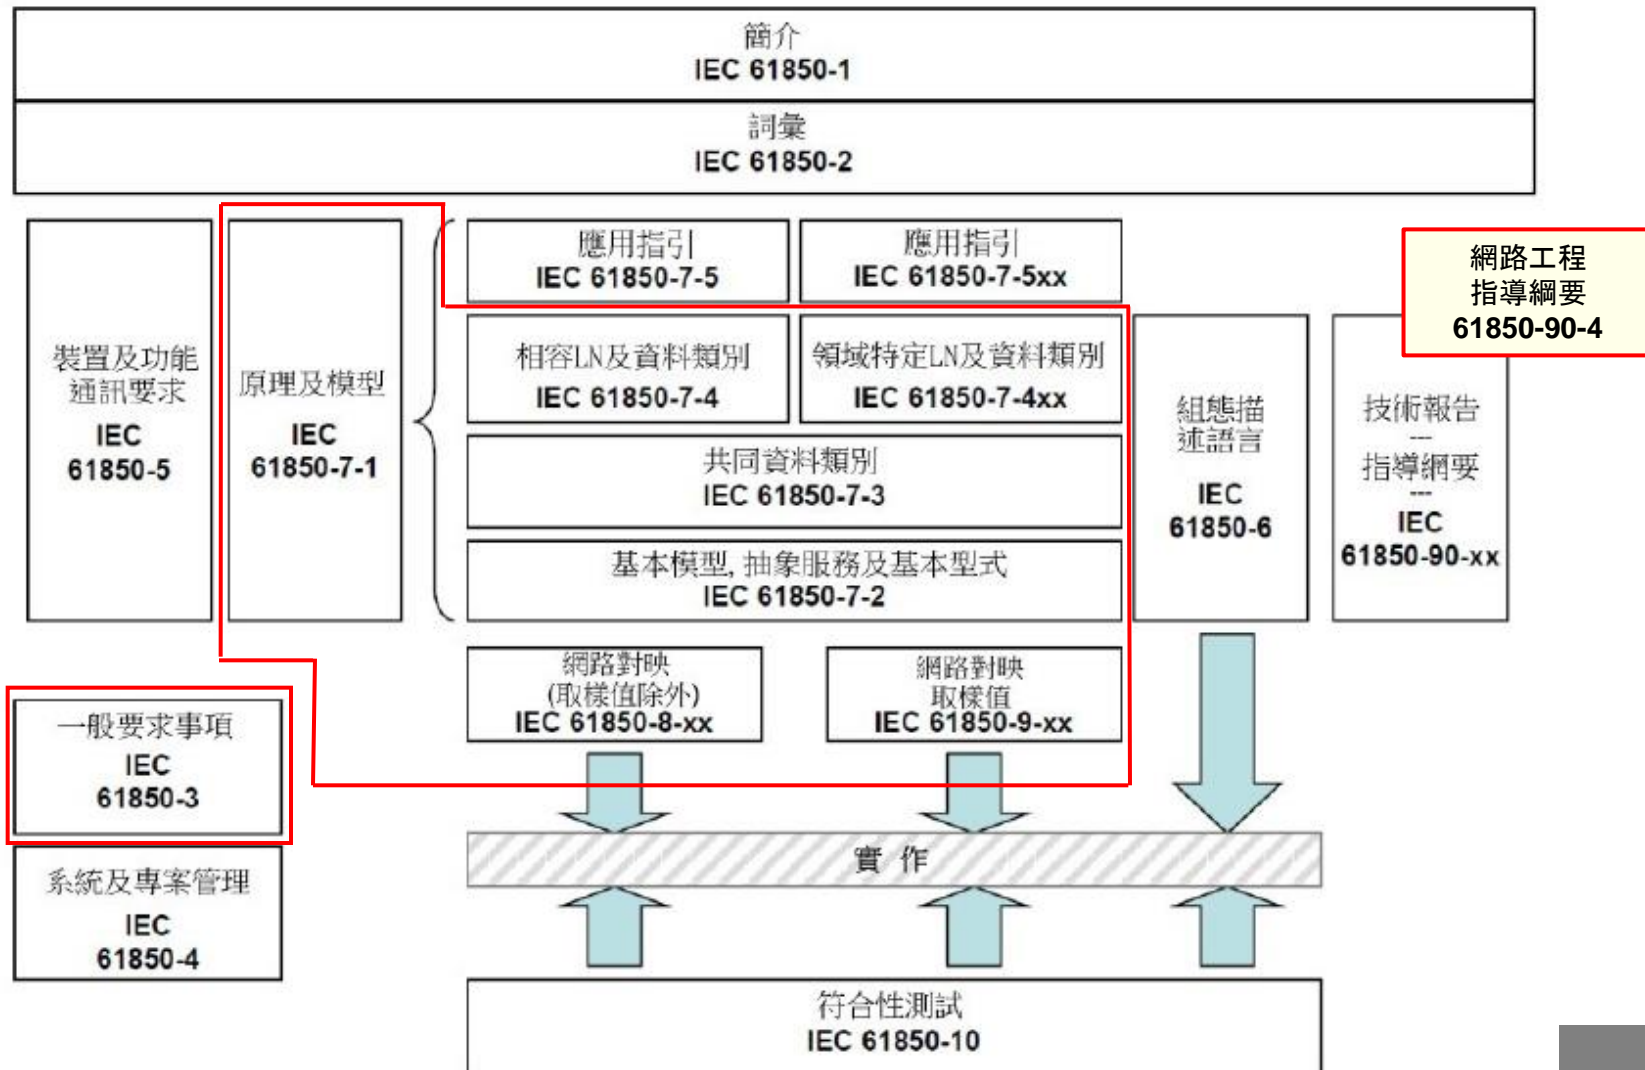 簡介
IEC 61850-1
詞彙
IEC 61850-2
裝置及功能
通訊要求
IEC
61850-5
原理及模型
IEC
61850-7-1
應用指引
IEC 61850-7-5
應用指引
IEC 61850-7-5xx
相容LN及資料類別
IEC 61850-7-4
領域特定LN及資料類別
IEC 61850-7-4xx
共同資料類別
IEC 61850-7-3
基本模型, 抽象服務及基本型式
IEC 61850-7-2
組態描
述語言
IEC
61850-6
網路工程
指導綱要
61850-90-4
技術報告
---
指導綱要
---
IEC
61850-90-xx
網路對映
(取樣值除外)
IEC 61850-8-xx
網路對映
取樣值
IEC 61850-9-xx
一般要求事項
IEC
61850-3
系統及專案管理
IEC
61850-4
實 作
符合性測試
IEC 61850-10